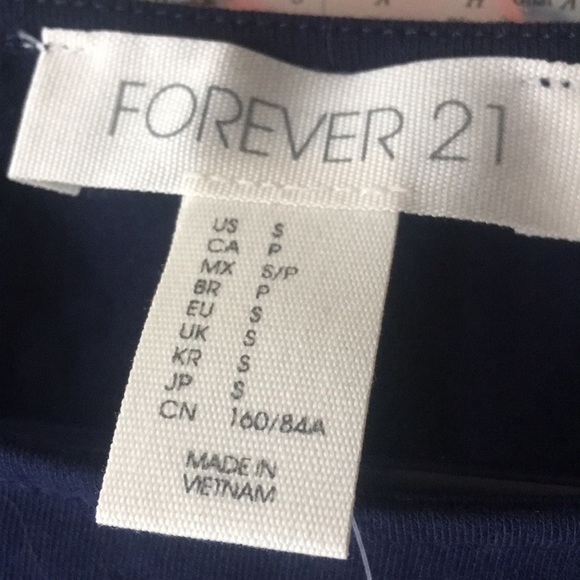 FOREVER 21
US S
CA P
MX S/P
BR P
EU S
UK S
KR S
JP S
CN 160/84A
MADE IN
VIETNAM